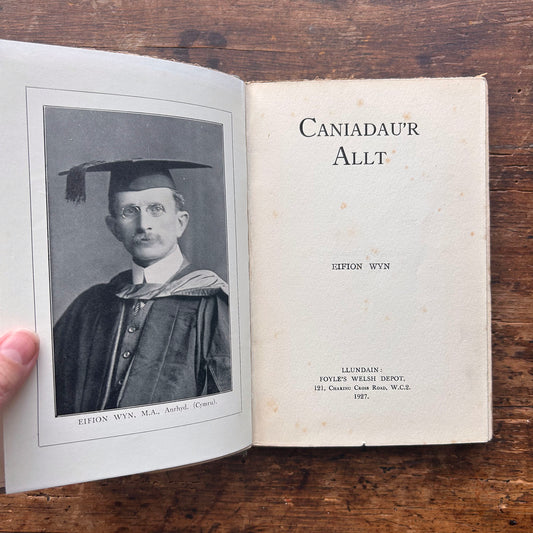 EIFION WYN, M.A., Anrhyd. (Cymru).
CANIADAU'R
ALLT
EIFION WYN
LLUNDAIN:
FOYLE'S WELSH DEPOT,
121, CHARING CROSS ROAD, W.C.2.
1927.